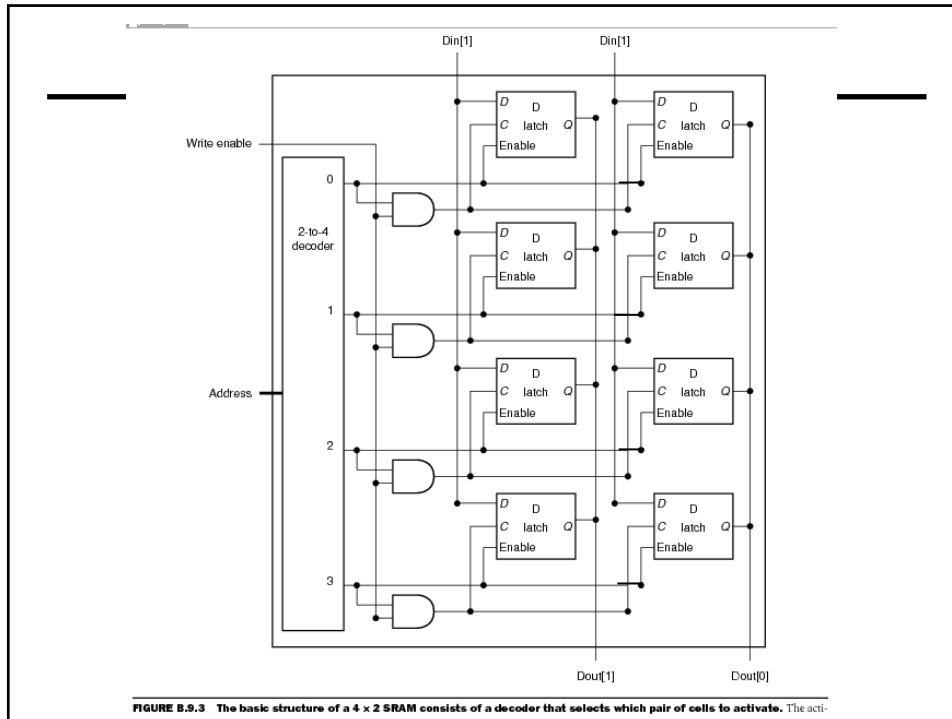 Din[1] Din[1]
D D
D D
C latch Q C latch Q
Write enable
Enable Enable
0
2-to-4
decoder
D D
D D
C latch Q C latch Q
Enable Enable
1
D D
D D
C latch Q C latch Q
Address
Enable Enable
2
D D
D D
C latch Q C latch Q
Enable Enable
3
Dout[1] Dout[0]
FIGURE B.9.3 The basic structure of a 4 × 2 SRAM consists of a decoder that selects which pair of cells to activate. The acti-